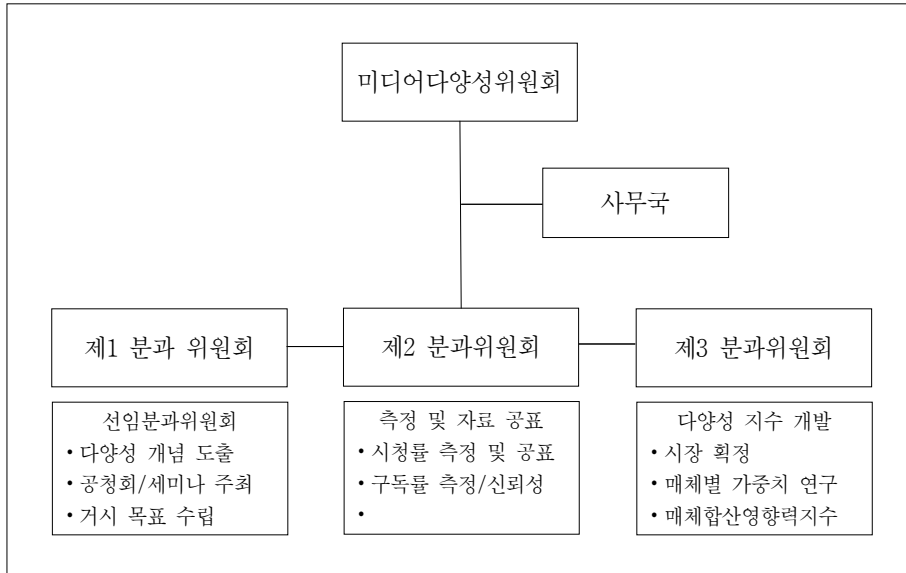 미디어다양성위원회
사무국
제1 분과 위원회
제2 분과위원회
제3 분과위원회
선임분과위원회
• 다양성 개념 도출
• 공청회/세미나 주최
• 거시 목표 수립
측정 및 자료 공표
• 시청률 측정 및 공표
• 구독률 측정/신뢰성
•
다양성 지수 개발
• 시장 획정
• 매체별 가중치 연구
• 매체합산영향력지수